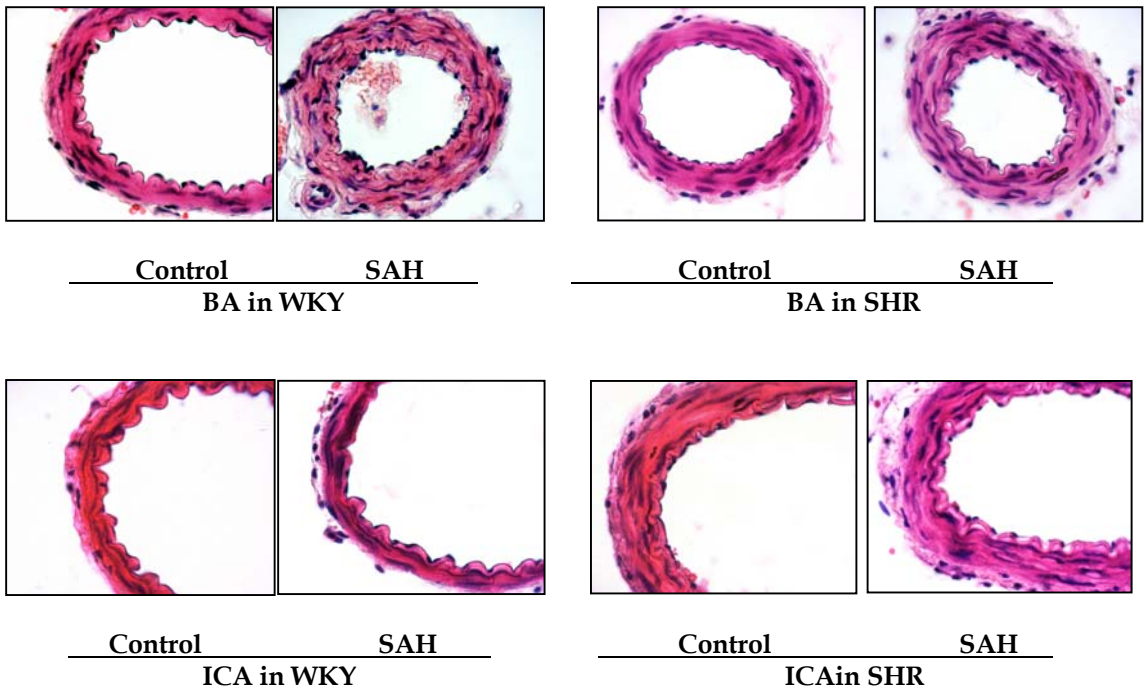 Control SAH Control SAH
BA in WKY BA in SHR
Control SAH Control SAH
ICA in WKY ICAin SHR